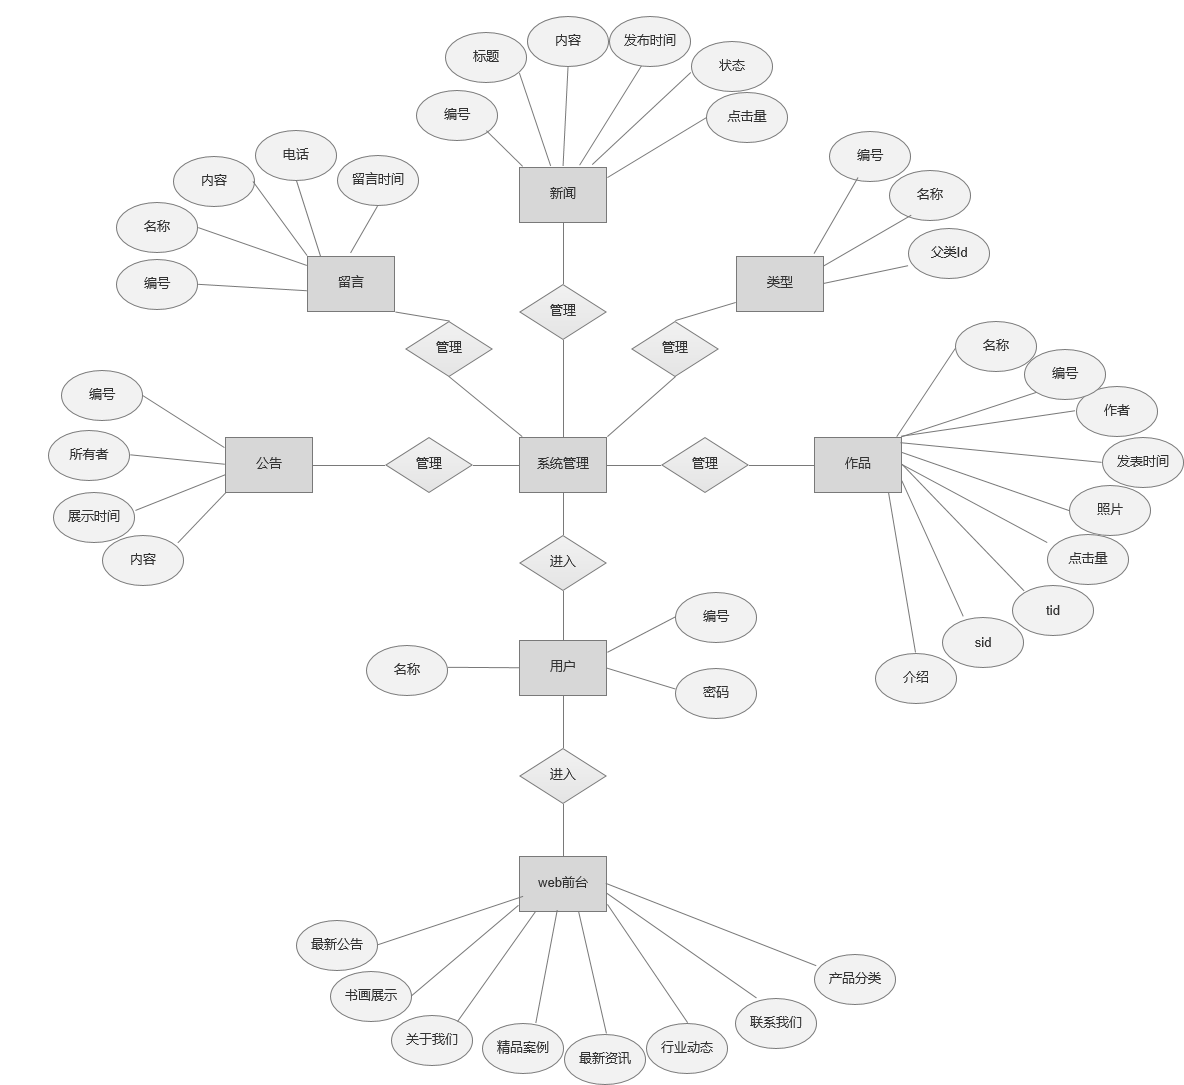 内容
发布时间
标题
状态
编号
点击量
新闻
电话
内容
留言时间
名称
编号
留言
编号
名称
父类Id
类型
管理
管理
管理
编号
所有者
展示时间
内容
公告
管理
系统管理
管理
作品
名称
编号
作者
发表时间
照片
点击量
tid
sid
介绍
进入
编号
名称
用户
密码
进入
web前台
最新公告
书画展示
关于我们
精品案例
最新资讯
行业动态
联系我们
产品分类